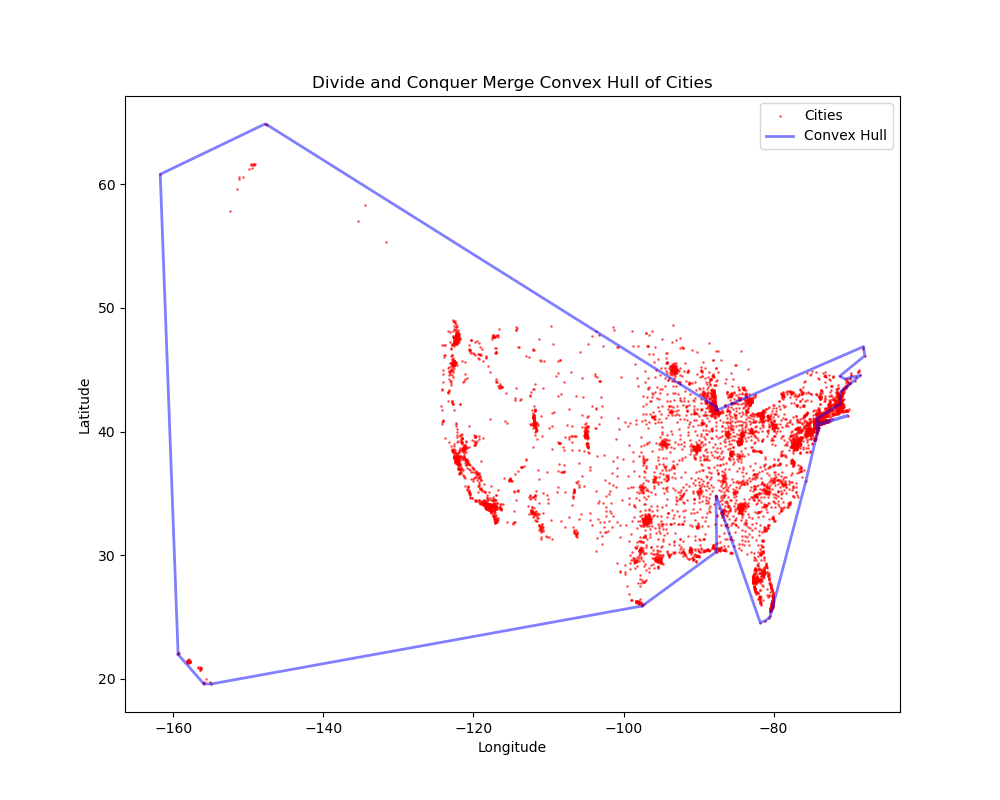 Divide and Conquer Merge Convex Hull of Cities
Cities
Convex Hull
60
50
40
30
20
Latitude
−160
−140
−120
−100
−80
Longitude